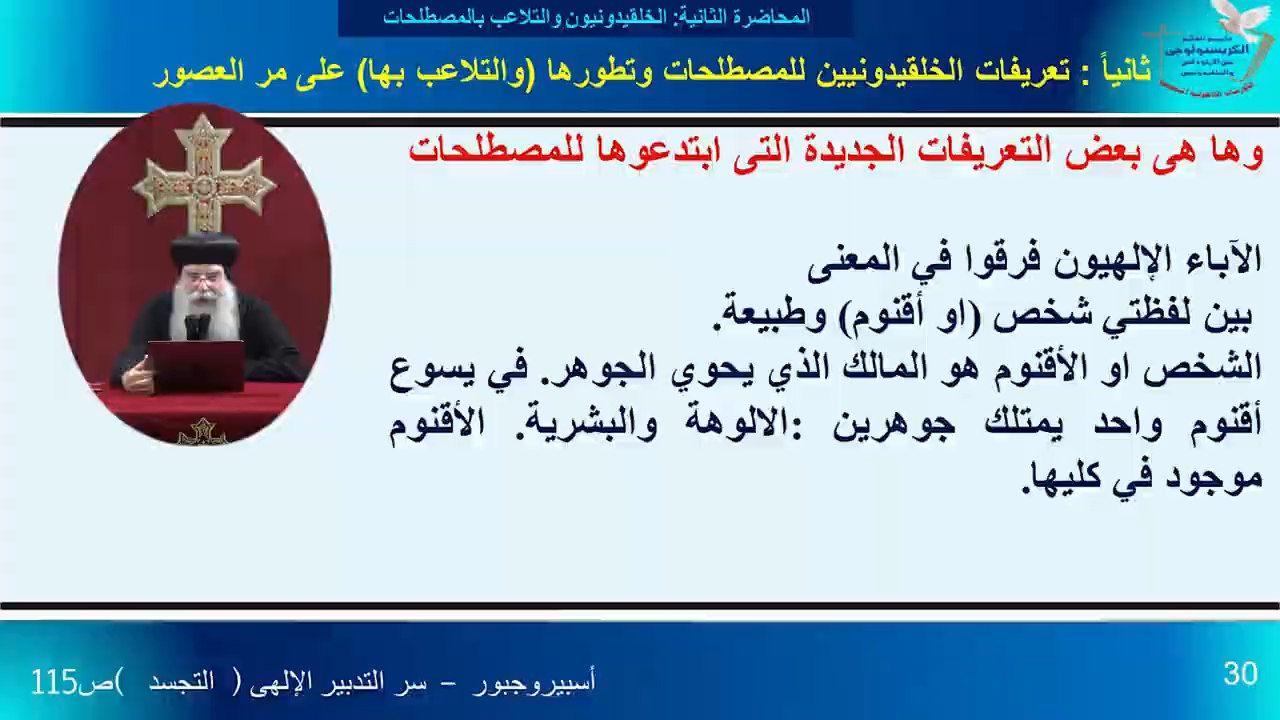 المحاضرة الثانية: الخلقيدونيون والتلاعب بالمصطلحات
ثانياً : تعريفات الخلقيدونيين للمصطلحات وتطورها (والتلاعب بها) على مر العصور
الكريستولوجى
وها هى بعض التعريفات الجديدة التى ابتدعوها للمصطلحات
الآباء الإلهيون فرقوا في المعنى
بين لفظتي شخص (او أقنوم) وطبيعة.
الشخص او الأقنوم هو المالك الذي يحوي الجوهر. في يسوع
أقنوم واحد يمتلك جوهرين :الالوهة والبشرية. الأقنوم
موجود في كليها.
أسبيروجبور – سر التدبير الإلهى ( التجسد )ص115
30